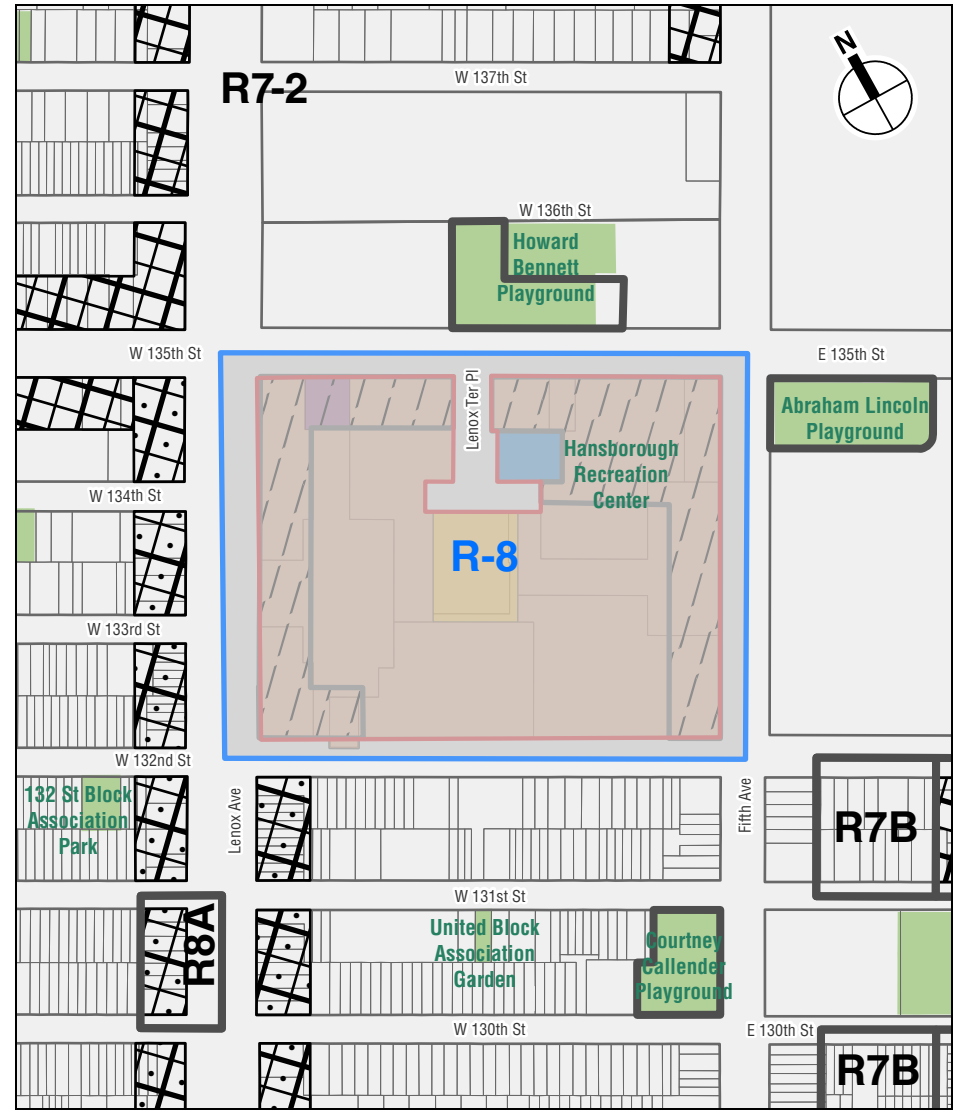 W 137th St
R7-2
N
W 136th St
Howard
Bennett
Playground
W 135th St
E 135th St
Lenox Ter Pl
Abraham Lincoln
Playground
Hansborough
Recreation
Center
W 134th St
R-8
W 133rd St
W 132nd St
132 St Block
Association
Park
Lenox Ave
Fifth Ave
R7B
W 131st St
R8A
United Block
Association
Garden
Courtney
Callender
Playground
W 130th St
E 130th St
R7B